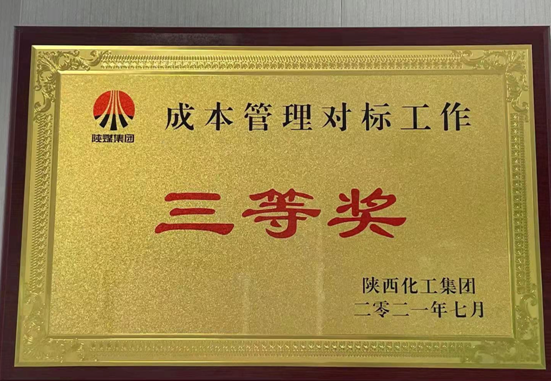 陕煤集团
成本管理对标工作
三等奖
陕西化工集团
二零二一年七月